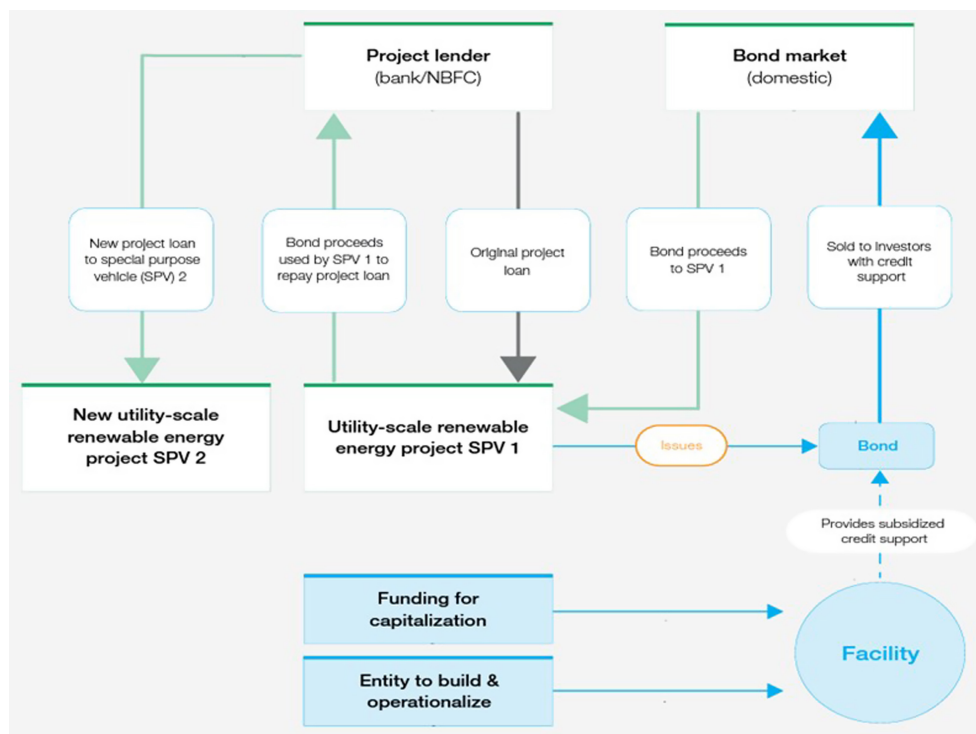 Project lender
(bank/NBFC)
Bond market
(domestic)
New project loan
to special purpose
vehicle (SPV) 2
Bond proceeds
used by SPV 1 to
repay project loan
Original project
loan
Bond proceeds
to SPV 1
Sold to investors
with credit
support
New utility-scale
renewable energy
project SPV 2
Utility-scale renewable
energy project SPV 1
Issues
Bond
Provides subsidized
credit support
Funding for
capitalization
Facility
Entity to build &
operationalize